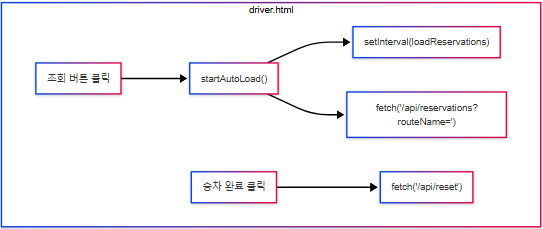 driver.html
setInterval(loadReservations)
조회 버튼 클릭
startAutoLoad()
fetch('/api/reservations?
routeName=')
승차 완료 클릭
fetch('/api/reset')